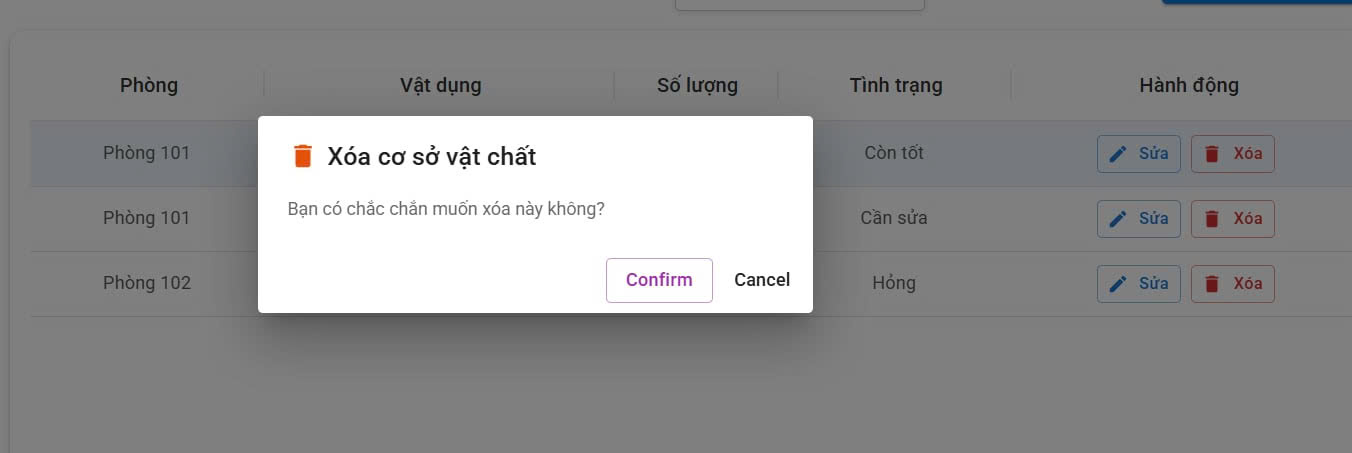 Phòng Vật dụng Số lượng Tình trạng Hành động
Phòng 101 Còn tốt Sửa Xóa
Xóa cơ sở vật chất
Bạn có chắc chắn muốn xóa này không?
Phòng 101 Cần sửa Sửa Xóa
Confirm Cancel
Phòng 102 Hỏng Sửa Xóa